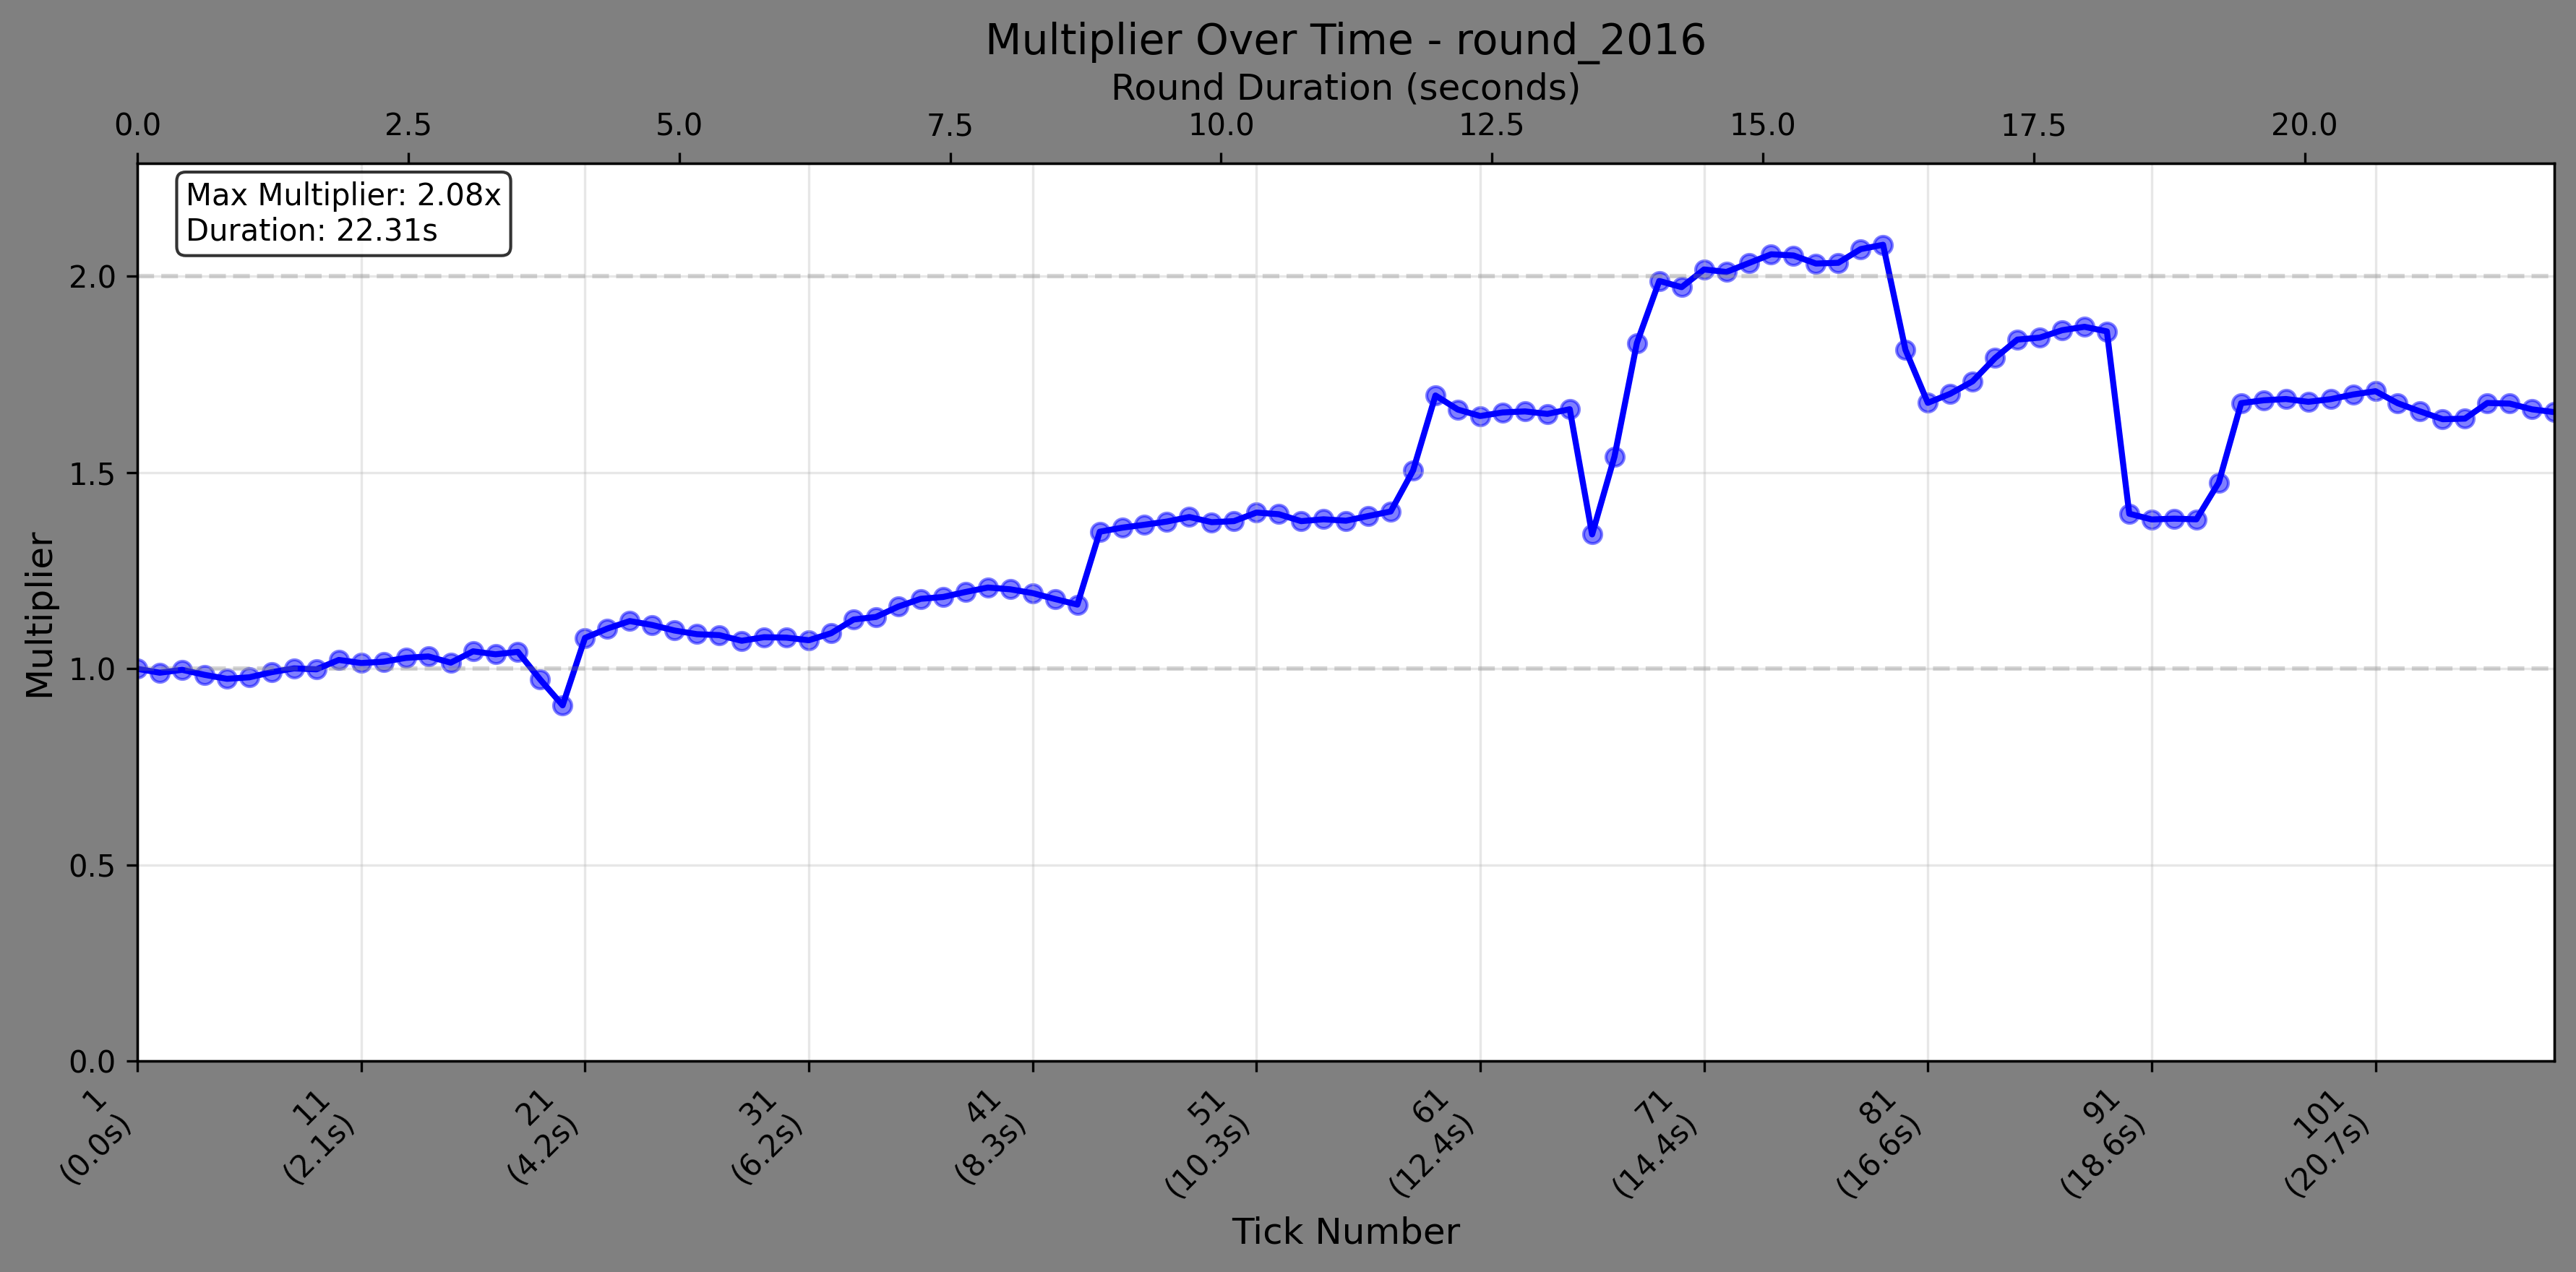 Multiplier Over Time - round_2016
Round Duration (seconds)
0.0 2.5 5.0 7.5 10.0 12.5 15.0 17.5 20.0
Max Multiplier: 2.08x
Duration: 22.31s
Multiplier
2.0
1.5
1.0
0.5
0.0
1
(0.0s)
11
(2.1s)
21
(4.2s)
31
(6.2s)
41
(8.3s)
51
(10.3s)
61
(12.4s)
71
(14.4s)
81
(16.6s)
91
(18.6s)
101
(20.7s)
Tick Number